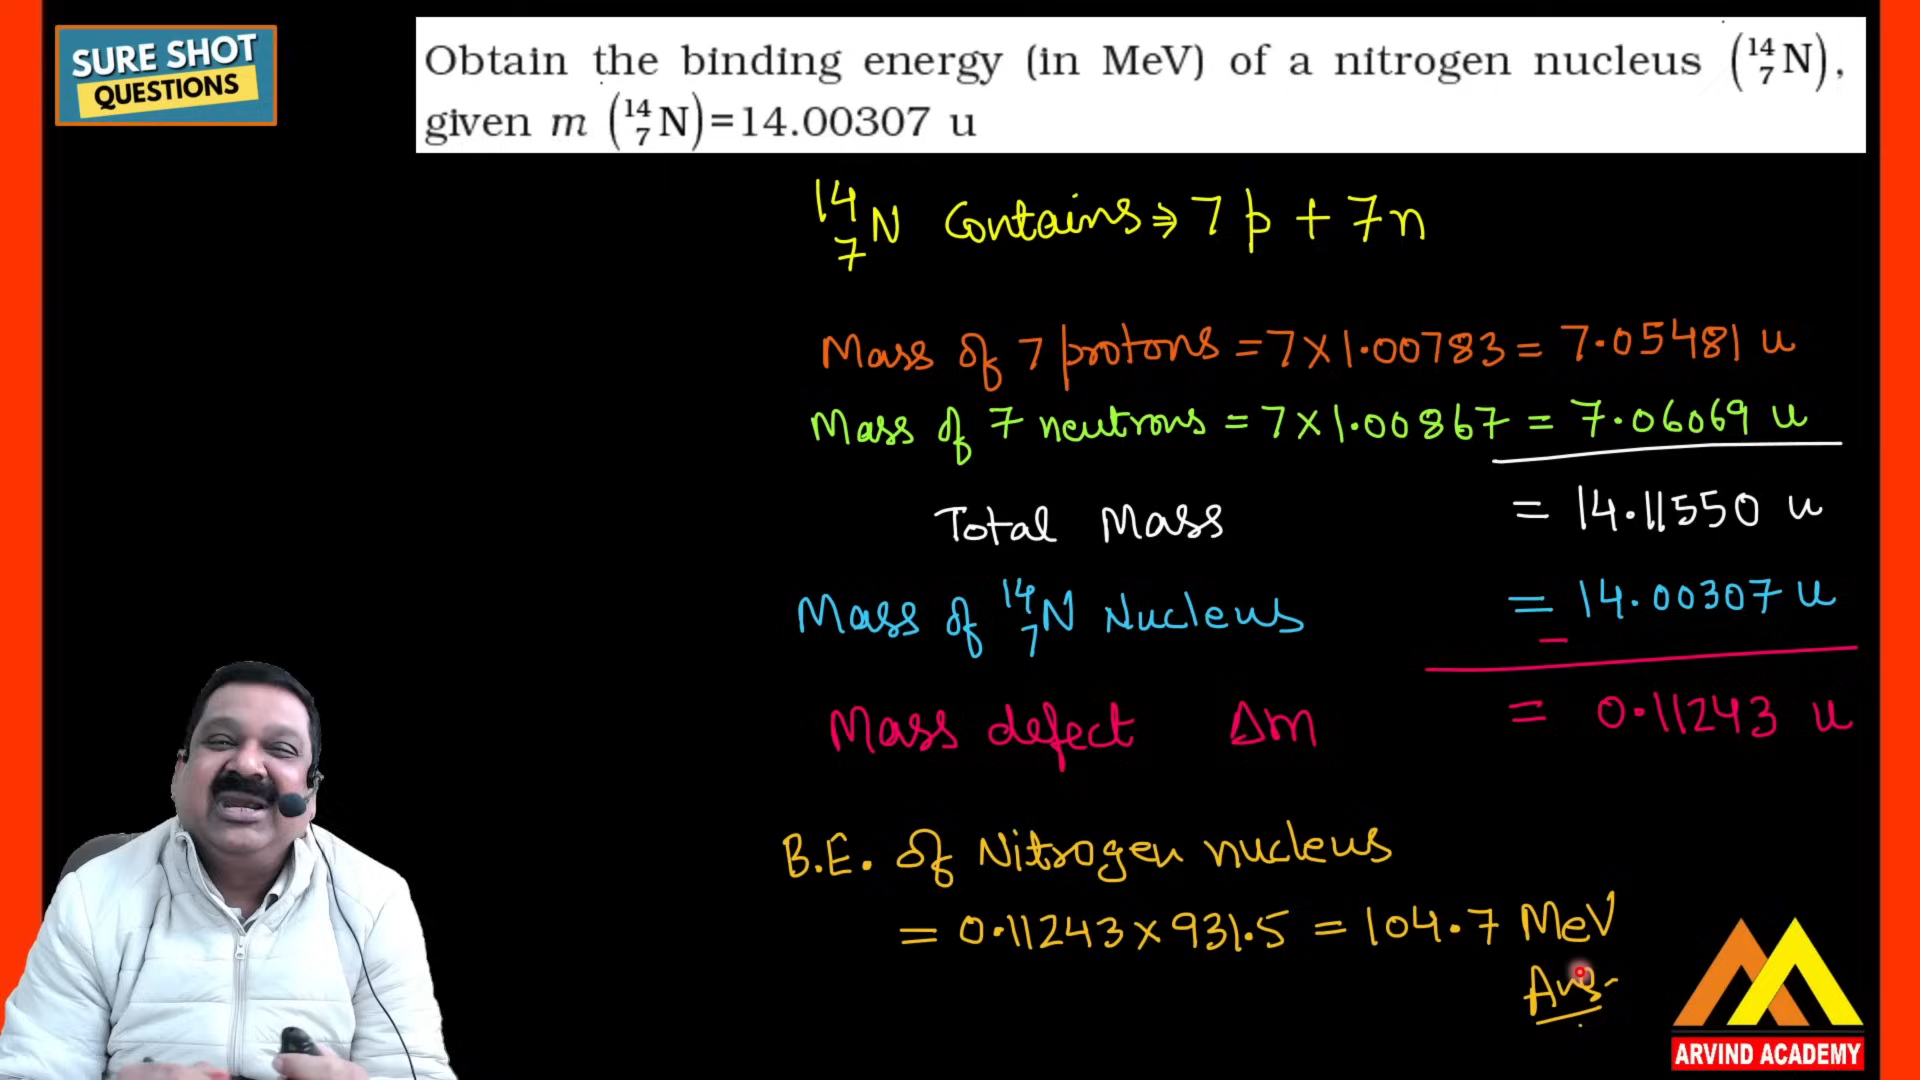 SURE SHOT
QUESTIONS
Obtain the binding energy (in MeV) of a nitrogen nucleus (¹⁴₇N),
given m (¹⁴₇N)=14.00307 u
¹⁴₇N Contains ⇒ 7 p + 7n
Mass of 7 protons = 7 X 1.00783 = 7.05481 u
Mass of 7 neutrons = 7 X 1.00867 = 7.06069 u
Total Mass = 14.11550 u
Mass of ¹⁴₇N Nucleus = 14.00307 u
−
Mass defect Δm = 0.11243 u
B.E. of Nitrogen nucleus
= 0.11243 x 931.5 = 104.7 MeV
Ans-
ARVIND ACADEMY